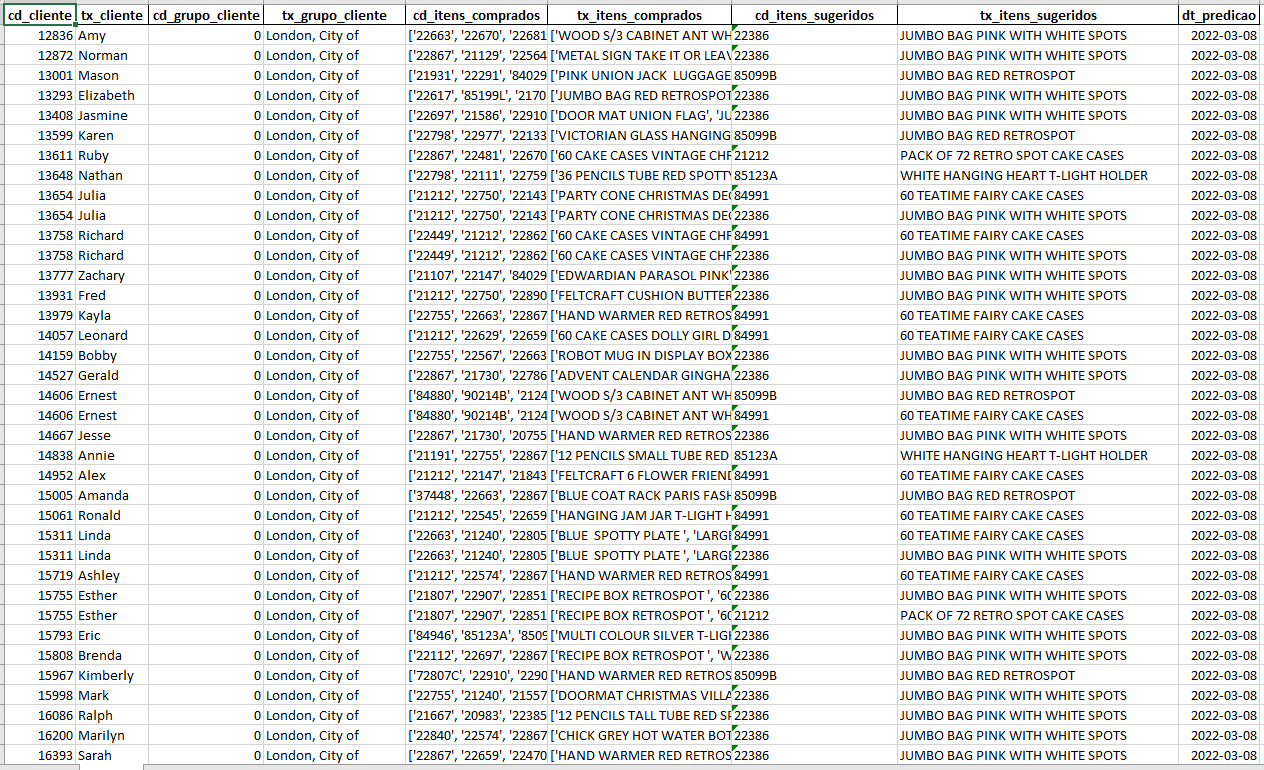 cd_cliente tx_cliente cd_grupo_cliente tx_grupo_cliente cd_itens_comprados tx_itens_comprados cd_itens_sugeridos tx_itens_sugeridos dt_predicao
12836 Amy 0 London, City of ['22663', '22670', '22681 ['WOOD S/3 CABINET ANT WH 22386 JUMBO BAG PINK WITH WHITE SPOTS 2022-03-08
12872 Norman 0 London, City of ['22867', '21129', '22564 ['METAL SIGN TAKE IT OR LEAV 22386 JUMBO BAG PINK WITH WHITE SPOTS 2022-03-08
13001 Mason 0 London, City of ['21931', '22291', '84029 ['PINK UNION JACK  LUGGAGE 85099B JUMBO BAG RED RETROSPOT 2022-03-08
13293 Elizabeth 0 London, City of ['22617', '85199L', '2170 ['JUMBO BAG RED RETROSPOT 22386 JUMBO BAG PINK WITH WHITE SPOTS 2022-03-08
13408 Jasmine 0 London, City of ['22697', '21586', '22910 ['DOOR MAT UNION FLAG', 'JU 22386 JUMBO BAG PINK WITH WHITE SPOTS 2022-03-08
13599 Karen 0 London, City of ['22798', '22977', '22133 ['VICTORIAN GLASS HANGING 85099B JUMBO BAG RED RETROSPOT 2022-03-08
13611 Ruby 0 London, City of ['22867', '22481', '22670 ['60 CAKE CASES VINTAGE CHR 21212 PACK OF 72 RETRO SPOT CAKE CASES 2022-03-08
13648 Nathan 0 London, City of ['22798', '22111', '22759 ['36 PENCILS TUBE RED SPOTTY 85123A WHITE HANGING HEART T-LIGHT HOLDER 2022-03-08
13654 Julia 0 London, City of ['21212', '22750', '22143 ['PARTY CONE CHRISTMAS DEC 84991 60 TEATIME FAIRY CAKE CASES 2022-03-08
13654 Julia 0 London, City of ['21212', '22750', '22143 ['PARTY CONE CHRISTMAS DEC 22386 JUMBO BAG PINK WITH WHITE SPOTS 2022-03-08
13758 Richard 0 London, City of ['22449', '21212', '22862 ['60 CAKE CASES VINTAGE CHR 84991 60 TEATIME FAIRY CAKE CASES 2022-03-08
13758 Richard 0 London, City of ['22449', '21212', '22862 ['60 CAKE CASES VINTAGE CHR 22386 JUMBO BAG PINK WITH WHITE SPOTS 2022-03-08
13777 Zachary 0 London, City of ['21107', '22147', '84029 ['EDWARDIAN PARASOL PINK' 22386 JUMBO BAG PINK WITH WHITE SPOTS 2022-03-08
13931 Fred 0 London, City of ['21212', '22750', '22890 ['FELTCRAFT CUSHION BUTTER 22386 JUMBO BAG PINK WITH WHITE SPOTS 2022-03-08
13979 Kayla 0 London, City of ['22755', '22663', '22867 ['HAND WARMER RED RETROS 84991 60 TEATIME FAIRY CAKE CASES 2022-03-08
14057 Leonard 0 London, City of ['21212', '22629', '22659 ['60 CAKE CASES DOLLY GIRL D 84991 60 TEATIME FAIRY CAKE CASES 2022-03-08
14159 Bobby 0 London, City of ['22755', '22567', '22663 ['ROBOT MUG IN DISPLAY BOX 22386 JUMBO BAG PINK WITH WHITE SPOTS 2022-03-08
14527 Gerald 0 London, City of ['22867', '21730', '22786 ['ADVENT CALENDAR GINGHA 22386 JUMBO BAG PINK WITH WHITE SPOTS 2022-03-08
14606 Ernest 0 London, City of ['84880', '90214B', '2124 ['WOOD S/3 CABINET ANT WH 85099B JUMBO BAG RED RETROSPOT 2022-03-08
14606 Ernest 0 London, City of ['84880', '90214B', '2124 ['WOOD S/3 CABINET ANT WH 84991 60 TEATIME FAIRY CAKE CASES 2022-03-08
14667 Jesse 0 London, City of ['22867', '21730', '20755 ['HAND WARMER RED RETROS 22386 JUMBO BAG PINK WITH WHITE SPOTS 2022-03-08
14838 Annie 0 London, City of ['21191', '22755', '22867 ['12 PENCILS SMALL TUBE RED 85123A WHITE HANGING HEART T-LIGHT HOLDER 2022-03-08
14952 Alex 0 London, City of ['21212', '22147', '21843 ['FELTCRAFT 6 FLOWER FRIEND 84991 60 TEATIME FAIRY CAKE CASES 2022-03-08
15005 Amanda 0 London, City of ['37448', '22663', '22867 ['BLUE COAT RACK PARIS FASH 85099B JUMBO BAG RED RETROSPOT 2022-03-08
15061 Ronald 0 London, City of ['21212', '22545', '22659 ['HANGING JAM JAR T-LIGHT H 84991 60 TEATIME FAIRY CAKE CASES 2022-03-08
15311 Linda 0 London, City of ['22663', '21240', '22805 ['BLUE  SPOTTY PLATE ', 'LARGE 84991 60 TEATIME FAIRY CAKE CASES 2022-03-08
15311 Linda 0 London, City of ['22663', '21240', '22805 ['BLUE  SPOTTY PLATE ', 'LARGE 22386 JUMBO BAG PINK WITH WHITE SPOTS 2022-03-08
15719 Ashley 0 London, City of ['21212', '22574', '22867 ['HAND WARMER RED RETROS 84991 60 TEATIME FAIRY CAKE CASES 2022-03-08
15755 Esther 0 London, City of ['21807', '22907', '22851 ['RECIPE BOX RETROSPOT ', '60 22386 JUMBO BAG PINK WITH WHITE SPOTS 2022-03-08
15755 Esther 0 London, City of ['21807', '22907', '22851 ['RECIPE BOX RETROSPOT ', '60 21212 PACK OF 72 RETRO SPOT CAKE CASES 2022-03-08
15793 Eric 0 London, City of ['84946', '85123A', '8509 ['MULTI COLOUR SILVER T-LIGH 22386 JUMBO BAG PINK WITH WHITE SPOTS 2022-03-08
15808 Brenda 0 London, City of ['22112', '22697', '22867 ['RECIPE BOX RETROSPOT ', 'W 22386 JUMBO BAG PINK WITH WHITE SPOTS 2022-03-08
15967 Kimberly 0 London, City of ['72807C', '22910', '2290 ['HAND WARMER RED RETROS 85099B JUMBO BAG RED RETROSPOT 2022-03-08
15998 Mark 0 London, City of ['22755', '21240', '21557 ['DOORMAT CHRISTMAS VILLA 22386 JUMBO BAG PINK WITH WHITE SPOTS 2022-03-08
16086 Ralph 0 London, City of ['21667', '20983', '22385 ['12 PENCILS TALL TUBE RED SP 22386 JUMBO BAG PINK WITH WHITE SPOTS 2022-03-08
16200 Marilyn 0 London, City of ['22840', '22574', '22867 ['CHICK GREY HOT WATER BOT 22386 JUMBO BAG PINK WITH WHITE SPOTS 2022-03-08
16393 Sarah 0 London, City of ['22867', '22659', '22470 ['HAND WARMER RED RETROS 22386 JUMBO BAG PINK WITH WHITE SPOTS 2022-03-08